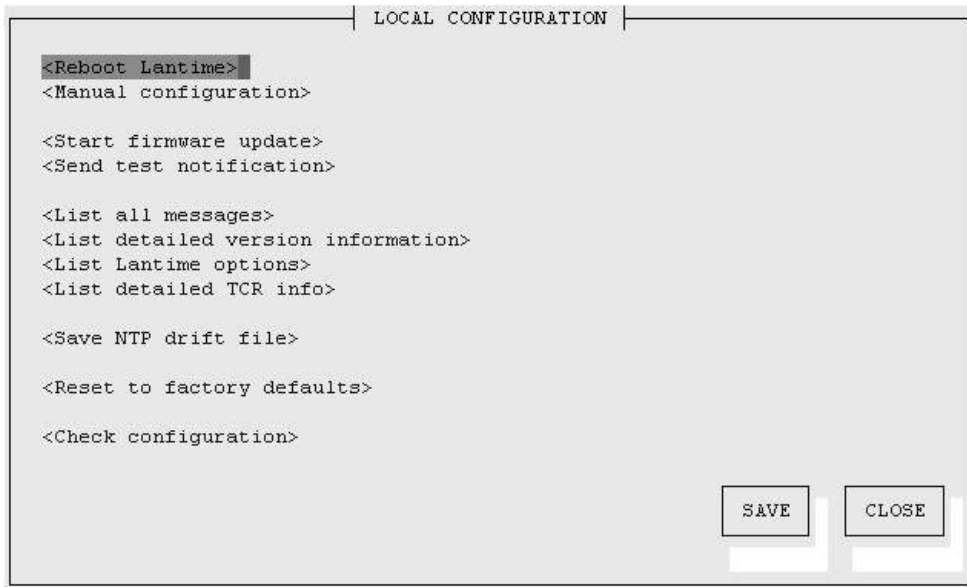 LOCAL CONFIGURATION
<Reboot Lantime>
<Manual configuration>
<Start firmware update>
<Send test notification>
<List all messages>
<List detailed version information>
<List Lantime options>
<List detailed TCR info>
<Save NTP drift file>
<Reset to factory defaults>
<Check configuration>
SAVE CLOSE